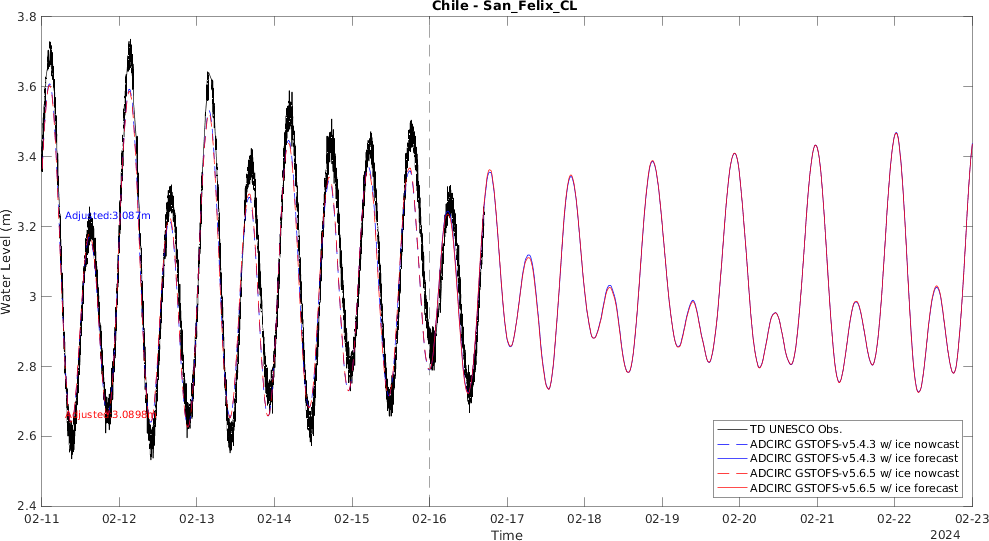 Chile - San_Felix_CL
3.8
3.6
3.4
3.2
3
2.8
2.6
2.4
Water Level (m)
Adjusted:3.087m
Adjusted:3.0898m
TD UNESCO Obs.
ADCIRC GSTOFS-v5.4.3 w/ ice nowcast
ADCIRC GSTOFS-v5.4.3 w/ ice forecast
ADCIRC GSTOFS-v5.6.5 w/ ice nowcast
ADCIRC GSTOFS-v5.6.5 w/ ice forecast
02-11 02-12 02-13 02-14 02-15 02-16 02-17 02-18 02-19 02-20 02-21 02-22 02-23
Time
2024